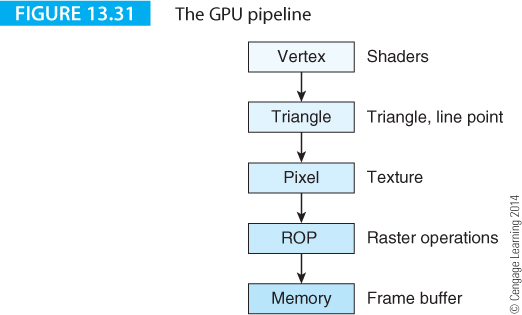 FIGURE 13.31 The GPU pipeline
Vertex Shaders
Triangle Triangle, line point
Pixel Texture
ROP Raster operations
Memory Frame buffer
© Cengage Learning 2014